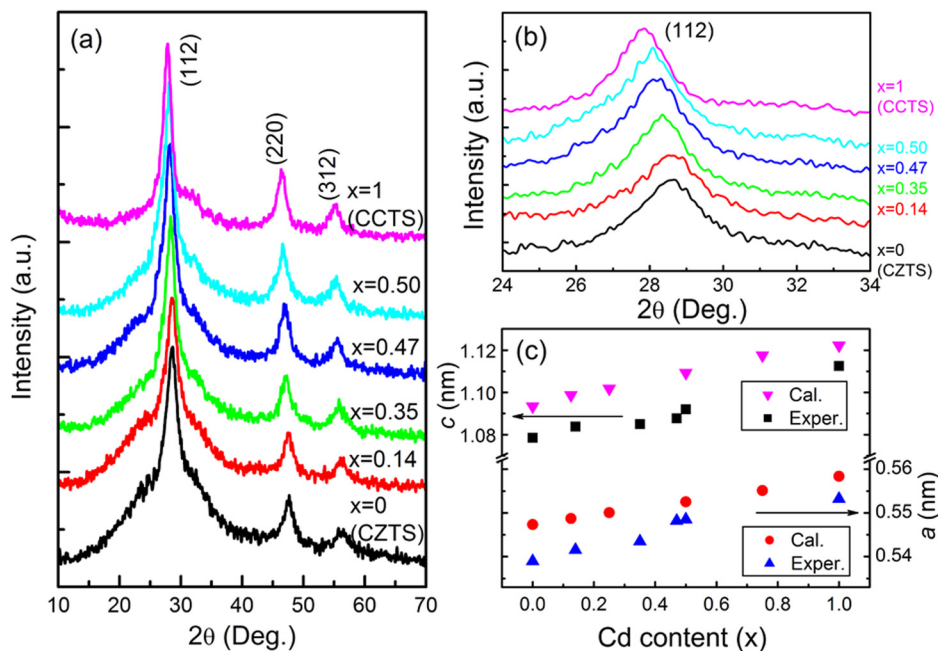 (a)
(112)
(220)
(312)
x=1
(CCTS)
x=0.50
x=0.47
x=0.35
x=0.14
x=0
(CZTS)
Intensity (a.u.)
10 20 30 40 50 60 70
2θ (Deg.)
(b)
(112)
x=1
(CCTS)
x=0.50
x=0.47
x=0.35
x=0.14
x=0
(CZTS)
Intensity (a.u.)
24 26 28 30 32 34
2θ (Deg.)
(c)
1.12
1.10
1.08
c (nm)
Cal.
Exper.
0.56
0.55
0.54
a (nm)
Cal.
Exper.
0.0 0.2 0.4 0.6 0.8 1.0
Cd content (x)